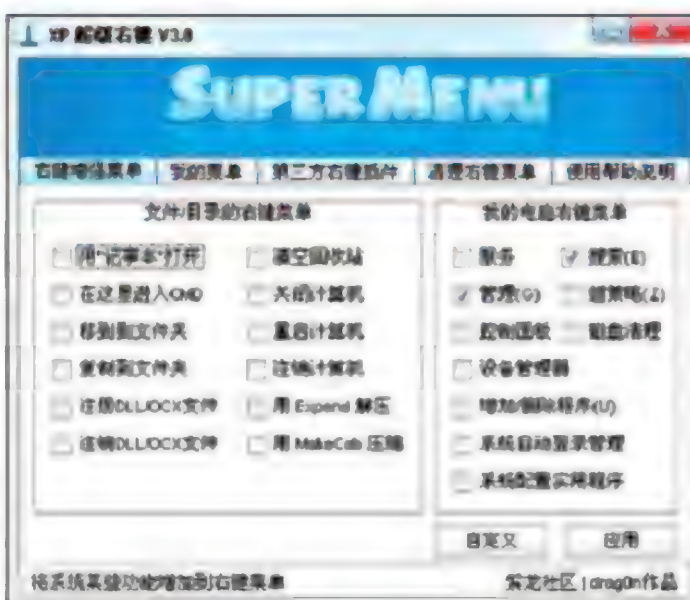 XP 超级右键 V3.0
SUPER MENU
右键增强菜单 我的菜单 第三方右键插件 清理右键菜单 使用帮助说明
文件/目录的右键菜单
用"记事本"打开 清空回收站
在这里进入CMD 关闭计算机
移到到文件夹 重启计算机
复制到文件夹 注销计算机
注册DLL/OCX文件 用 Expand 解压
注销DLL/OCX文件 用 MakeCab 压缩
我的电脑右键菜单
服务 搜索(E)
管理(G) 组策略(Z)
控制面板 磁盘清理
设备管理器
增加/删除程序(U)
系统自动登录管理
系统配置实用程序
自定义 应用
将系统某些功能增加到右键菜单
社区 | drag0n作品